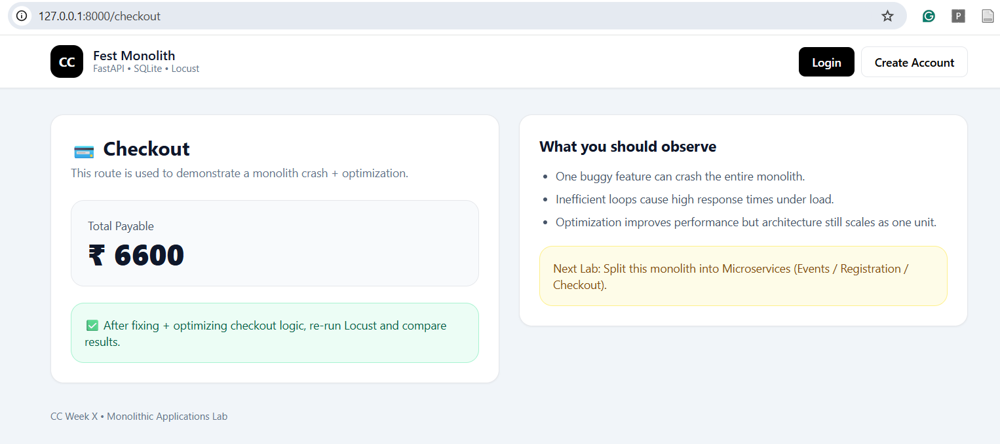 127.0.0.1:8000/checkout
P
CC
Fest Monolith
FastAPI • SQLite • Locust
Login
Create Account
Checkout
This route is used to demonstrate a monolith crash + optimization.
Total Payable
₹ 6600
✅ After fixing + optimizing checkout logic, re-run Locust and compare
results.
What you should observe
• One buggy feature can crash the entire monolith.
• Inefficient loops cause high response times under load.
• Optimization improves performance but architecture still scales as one unit.
Next Lab: Split this monolith into Microservices (Events / Registration /
Checkout).
CC Week X • Monolithic Applications Lab